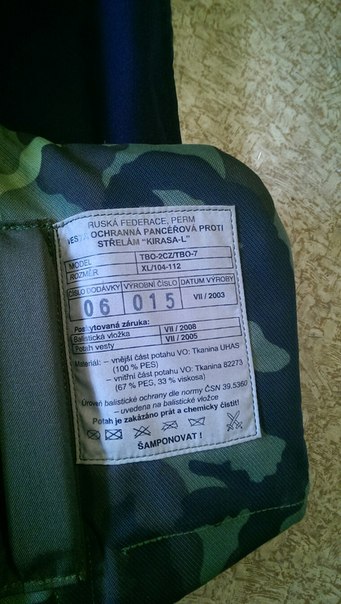 RUSKÁ FEDERACE, PERM
VESTA OCHRANNÁ PANCÉŘOVÁ PROTI
STŘELÁM "KIRASA-L"
MODEL TBO-2CZ/TBO-7
ROZMĚR XL/104-112
ČÍSLO DODÁVKY VÝROBNÍ ČÍSLO DATUM VÝROBY
06 015 VII / 2003
Poskytovaná záruka:
Balistická vložka VII / 2008
Potah vesty VII / 2005
Materiál: – vnější část potahu VO: Tkanina UHAS
(100 % PES)
– vnitřní část potahu VO: Tkanina 82273
(67 % PES, 33 % viskosa)
Úroveň balistické ochrany dle normy ČSN 39.5360
– uvedena na balistické vložce
Potah je zakázáno prát a chemicky čistit!
ŠAMPONOVAT !